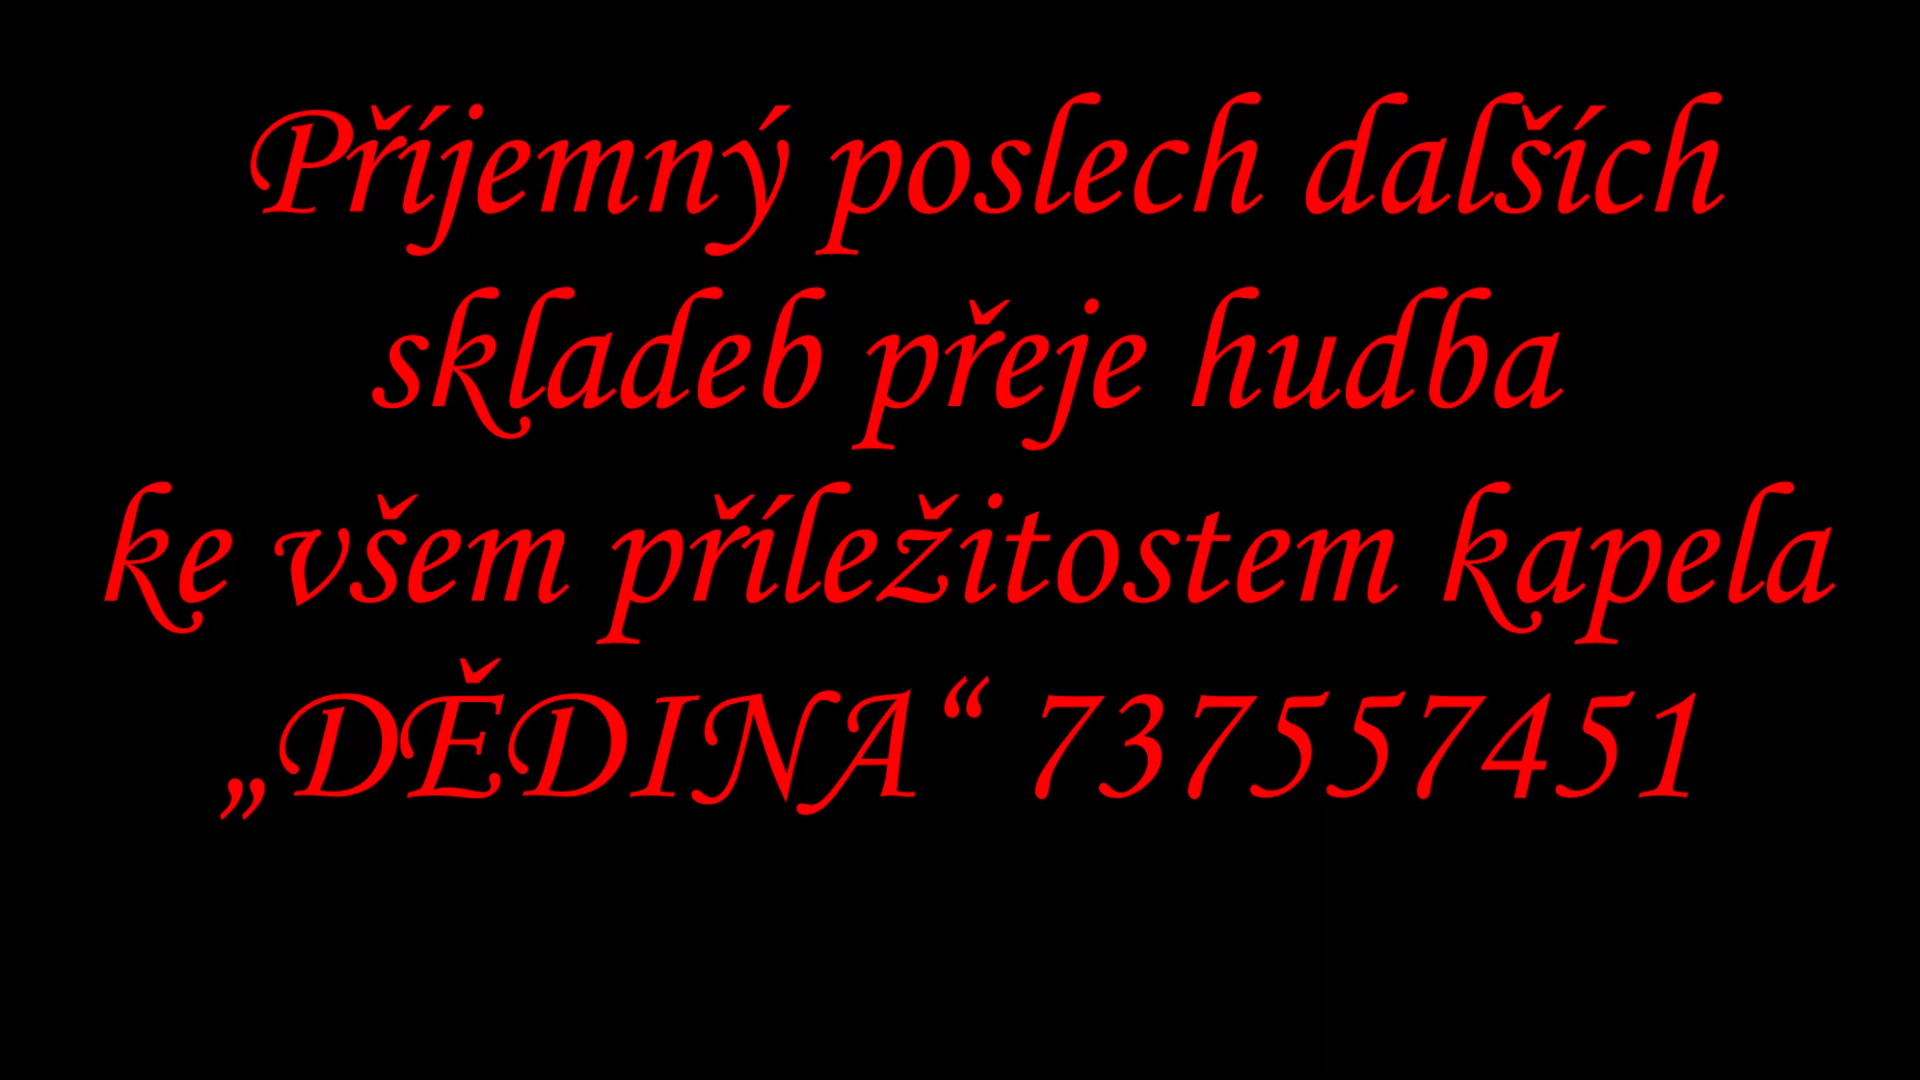 Příjemný poslech dalších
skladeb přeje hudba
ke všem příležitostem kapela
„DĚDINA“ 737557451